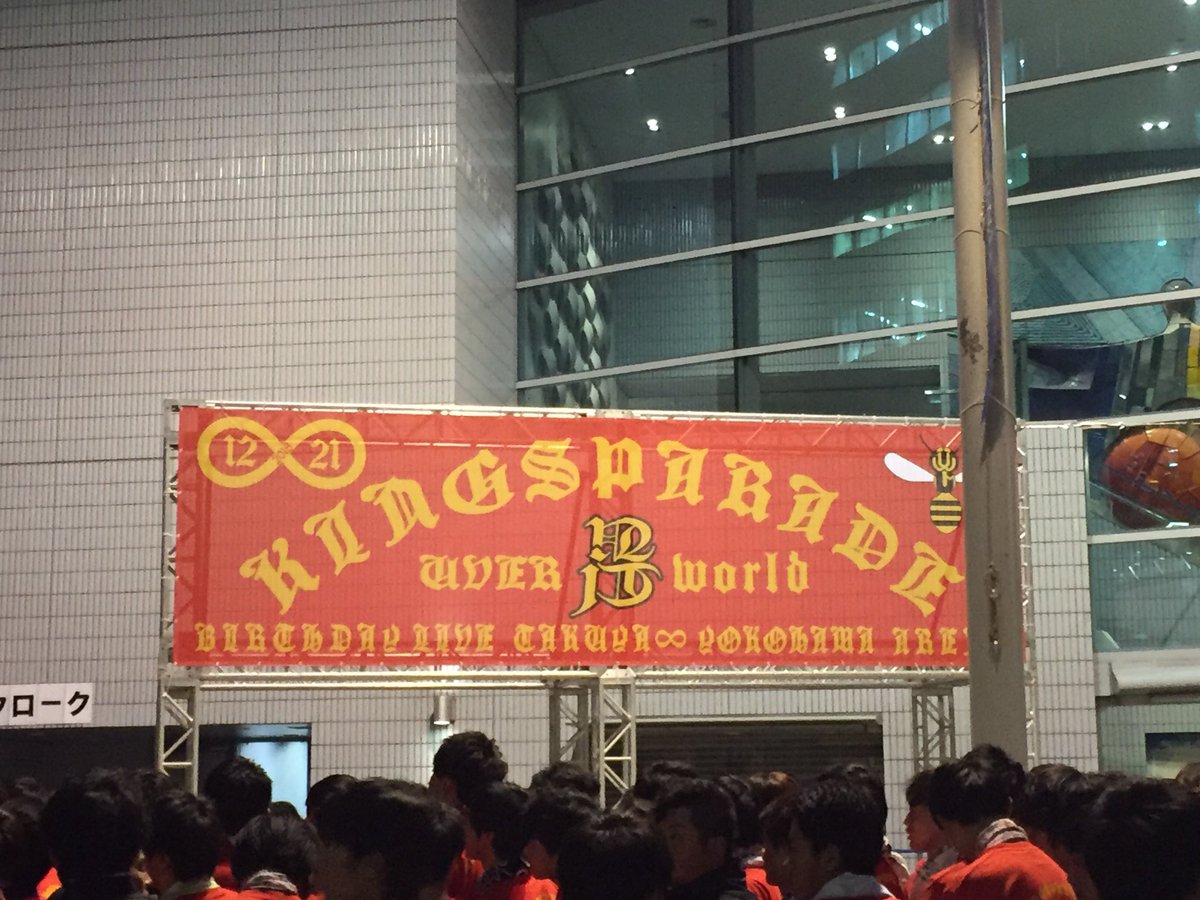 12 21
KINGSPARADE
UVER world
BIRTHDAY LIVE TAKUYA∞ YOKOHAMA ARE
クローク